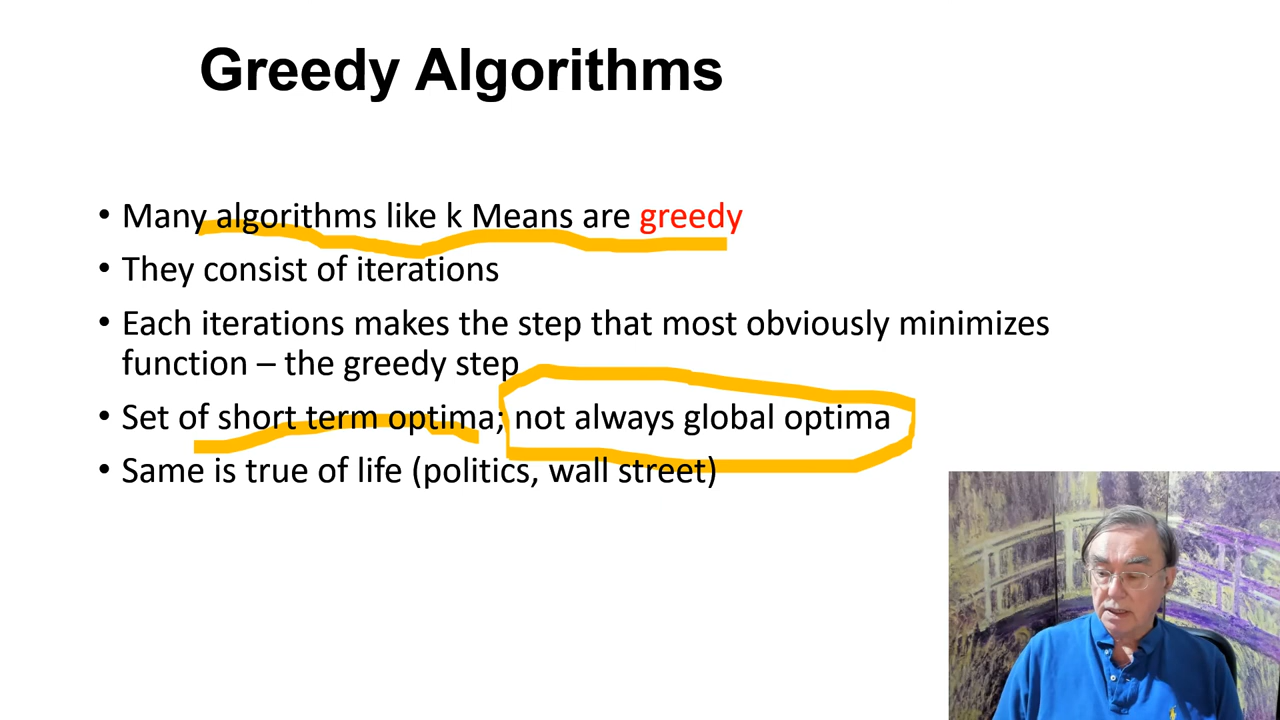 Greedy Algorithms
• Many algorithms like k Means are greedy
• They consist of iterations
• Each iterations makes the step that most obviously minimizes
function – the greedy step
• Set of short term optima; not always global optima
• Same is true of life (politics, wall street)